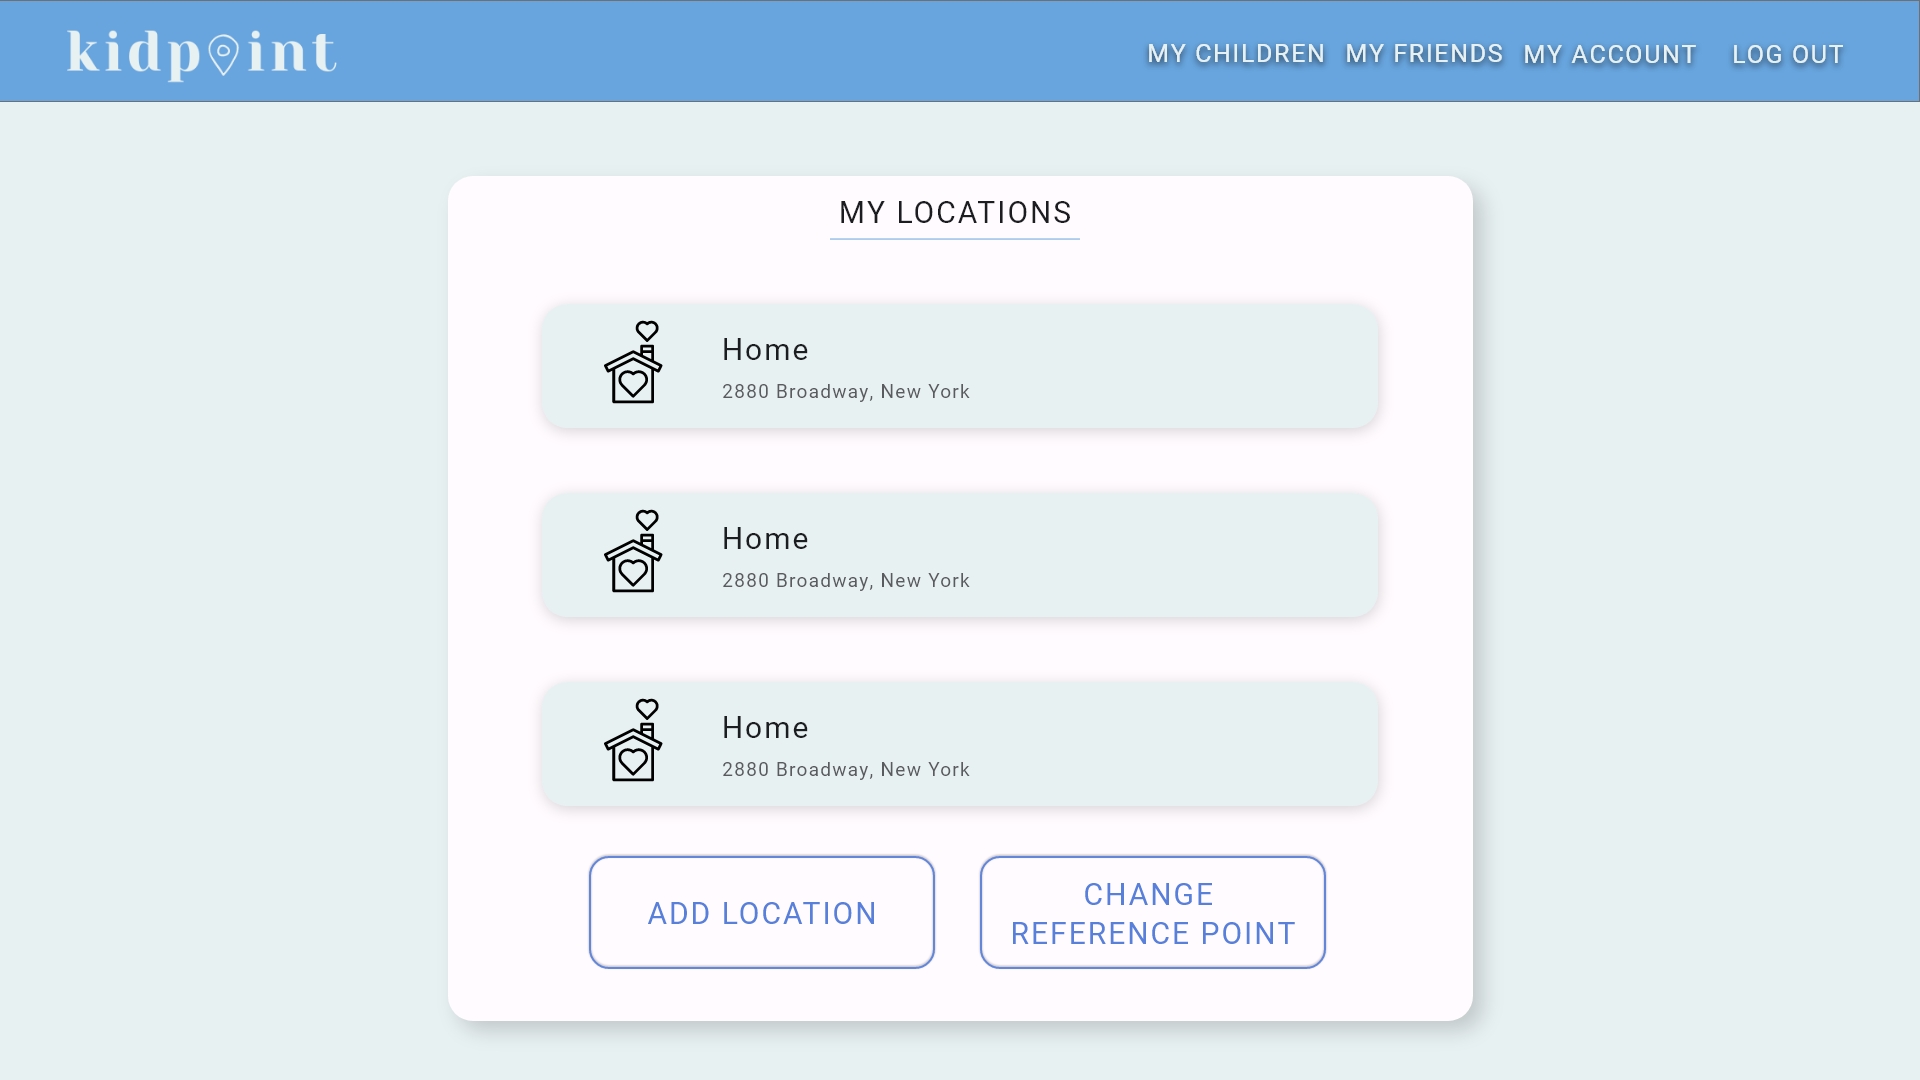 kidpoint
MY CHILDREN MY FRIENDS MY ACCOUNT LOG OUT
MY LOCATIONS
Home
2880 Broadway, New York
Home
2880 Broadway, New York
Home
2880 Broadway, New York
ADD LOCATION
CHANGE
REFERENCE POINT